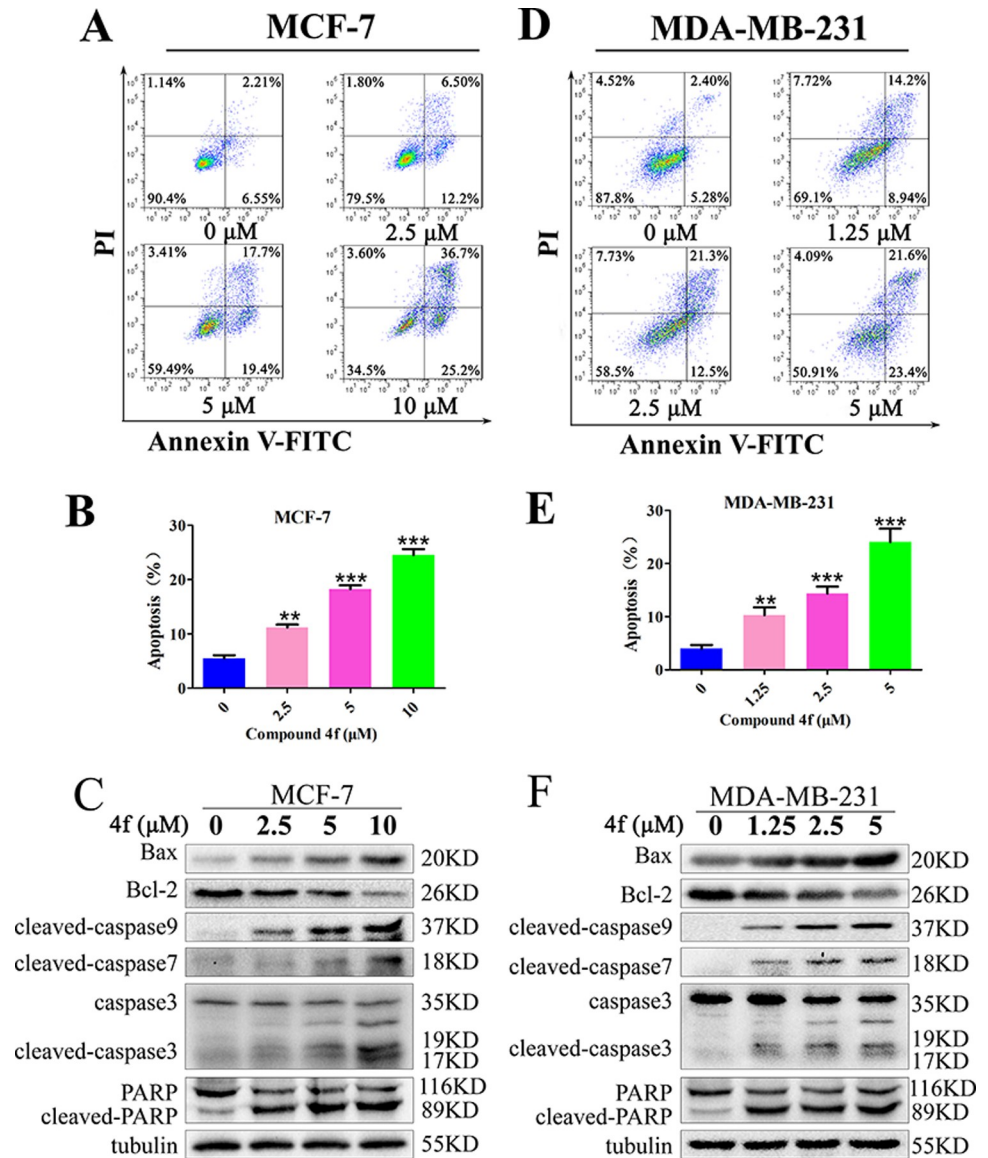 A
MCF-7
1.14% 2.21%
90.4% 6.55%
0 μM
1.80% 6.50%
79.5% 12.2%
2.5 μM
3.41% 17.7%
59.49% 19.4%
5 μM
3.60% 36.7%
34.5% 25.2%
10 μM
PI
Annexin V-FITC
D
MDA-MB-231
4.52% 2.40%
87.8% 5.28%
0 μM
7.72% 14.2%
69.1% 8.94%
1.25 μM
7.73% 21.3%
58.5% 12.5%
2.5 μM
4.09% 21.6%
50.91% 23.4%
5 μM
PI
Annexin V-FITC
B
MCF-7
Apoptosis (%)
30
20
10
0
** *** ***
0 2.5 5 10
Compound 4f (μM)
E
MDA-MB-231
Apoptosis (%)
30
20
10
0
** *** ***
0 1.25 2.5 5
Compound 4f (μM)
C
MCF-7
4f (μM) 0 2.5 5 10
Bax 20KD
Bcl-2 26KD
cleaved-caspase9 37KD
cleaved-caspase7 18KD
caspase3 35KD
19KD
cleaved-caspase3 17KD
PARP 116KD
cleaved-PARP 89KD
tubulin 55KD
F
MDA-MB-231
4f (μM) 0 1.25 2.5 5
Bax 20KD
Bcl-2 26KD
cleaved-caspase9 37KD
cleaved-caspase7 18KD
caspase3 35KD
19KD
cleaved-caspase3 17KD
PARP 116KD
cleaved-PARP 89KD
tubulin 55KD